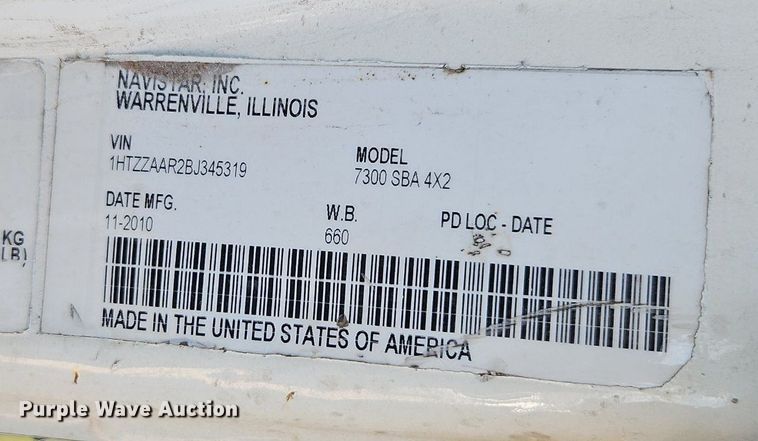 NAVISTAR, INC.
WARRENVILLE, ILLINOIS
VIN
1HTZZAAR2BJ345319
MODEL
7300 SBA 4X2
DATE MFG.
11-2010
W.B.
660
PD LOC - DATE
KG
LB)
MADE IN THE UNITED STATES OF AMERICA
Purple Wave Auction